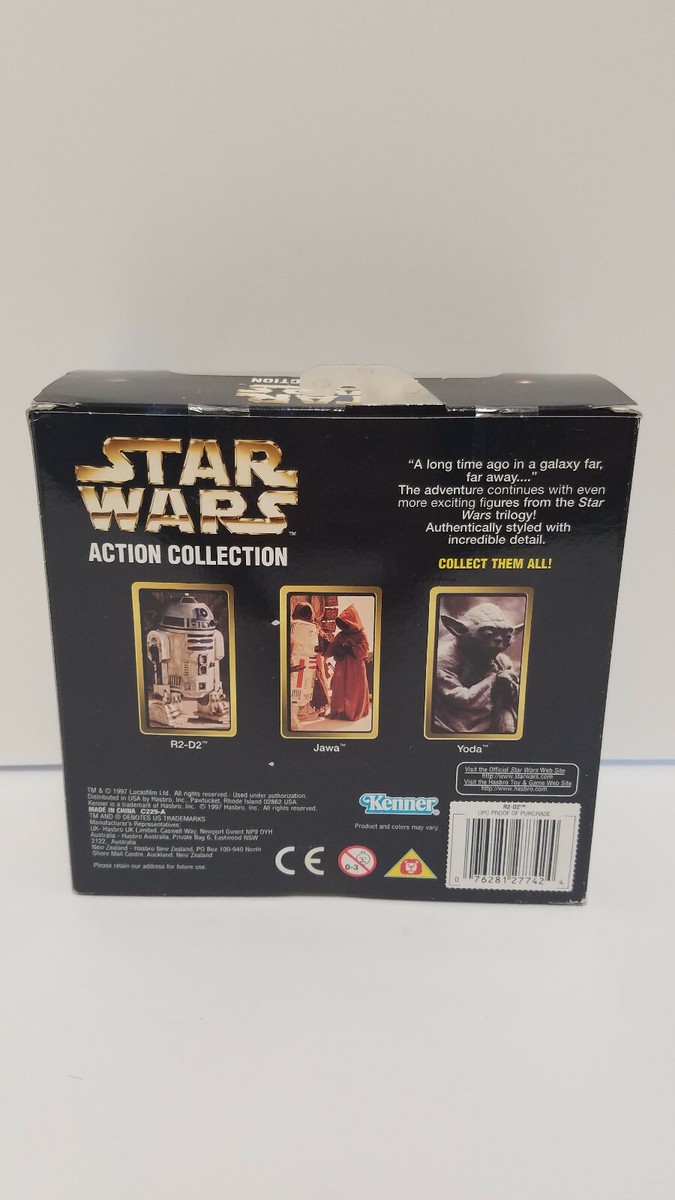 STAR
WARS™
ACTION COLLECTION
"A long time ago in a galaxy far,
far away...."
The adventure continues with even
more exciting figures from the Star
Wars trilogy!
Authentically styled with
incredible detail.
COLLECT THEM ALL!
R2-D2™
Jawa™
Yoda™
Visit the Official Star Wars Web Site
http://www.starwars.com
Visit the Hasbro Toy & Game Web Site
http://www.hasbro.com
TM & © 1997 Lucasfilm Ltd. All rights reserved. Used under authorization.
Distributed in USA by Hasbro, Inc., Pawtucket, Rhode Island 02862 USA.
Kenner is a trademark of Hasbro, Inc. © 1997 Hasbro, Inc. All rights reserved.
MADE IN CHINA C229-A
TM AND ® DENOTES US TRADEMARKS
Manufacturer's Representatives:
UK- Hasbro UK Limited, Caswell Way, Newport Gwent NP9 0YH
Australia - Hasbro Australia, Private Bag 6, Eastwood NSW
2122, Australia
New Zealand - Hasbro New Zealand, PO Box 100-940 North
Shore Mail Centre, Auckland, New Zealand
Please retain our address for future use.
Kenner
Product and colors may vary.
CE
0-3
R2-D2™
UPC PROOF OF PURCHASE
0 76281 27742 4